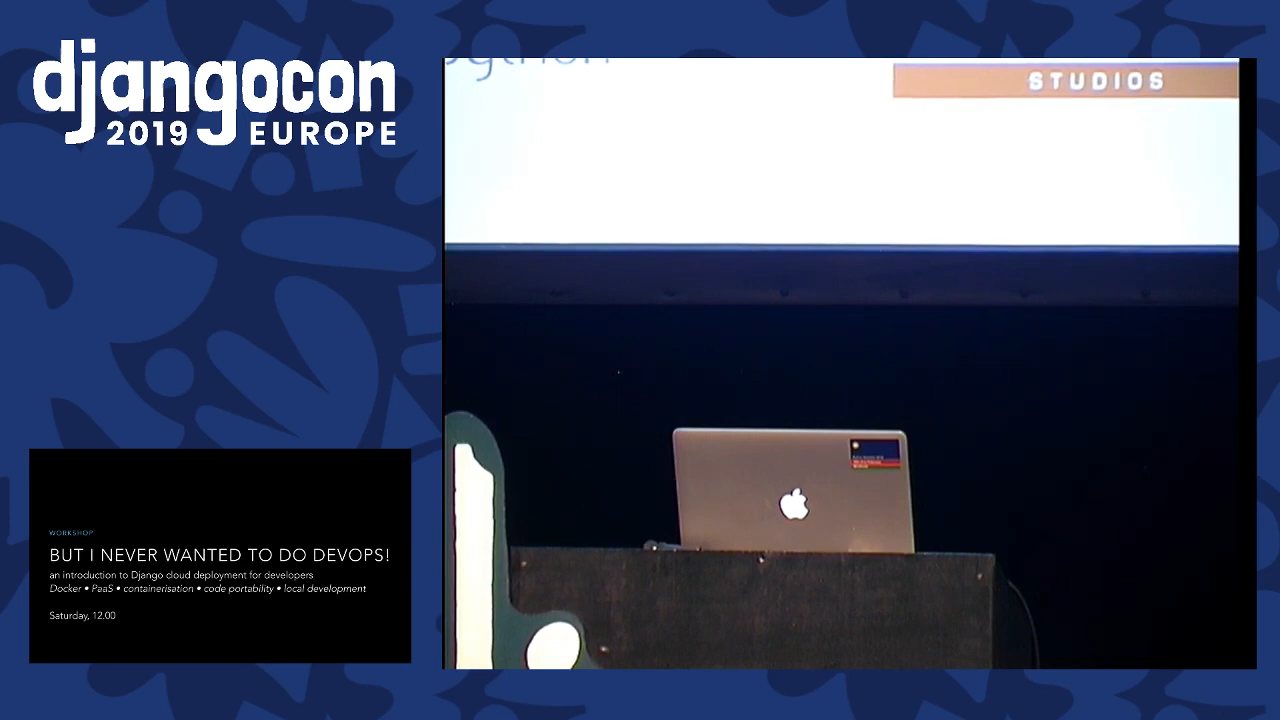 djangocon
2019 EUROPE
python
STUDIOS
WORKSHOP
BUT I NEVER WANTED TO DO DEVOPS!
an introduction to Django cloud deployment for developers
Docker • PaaS • containerisation • code portability • local development
Saturday, 12.00